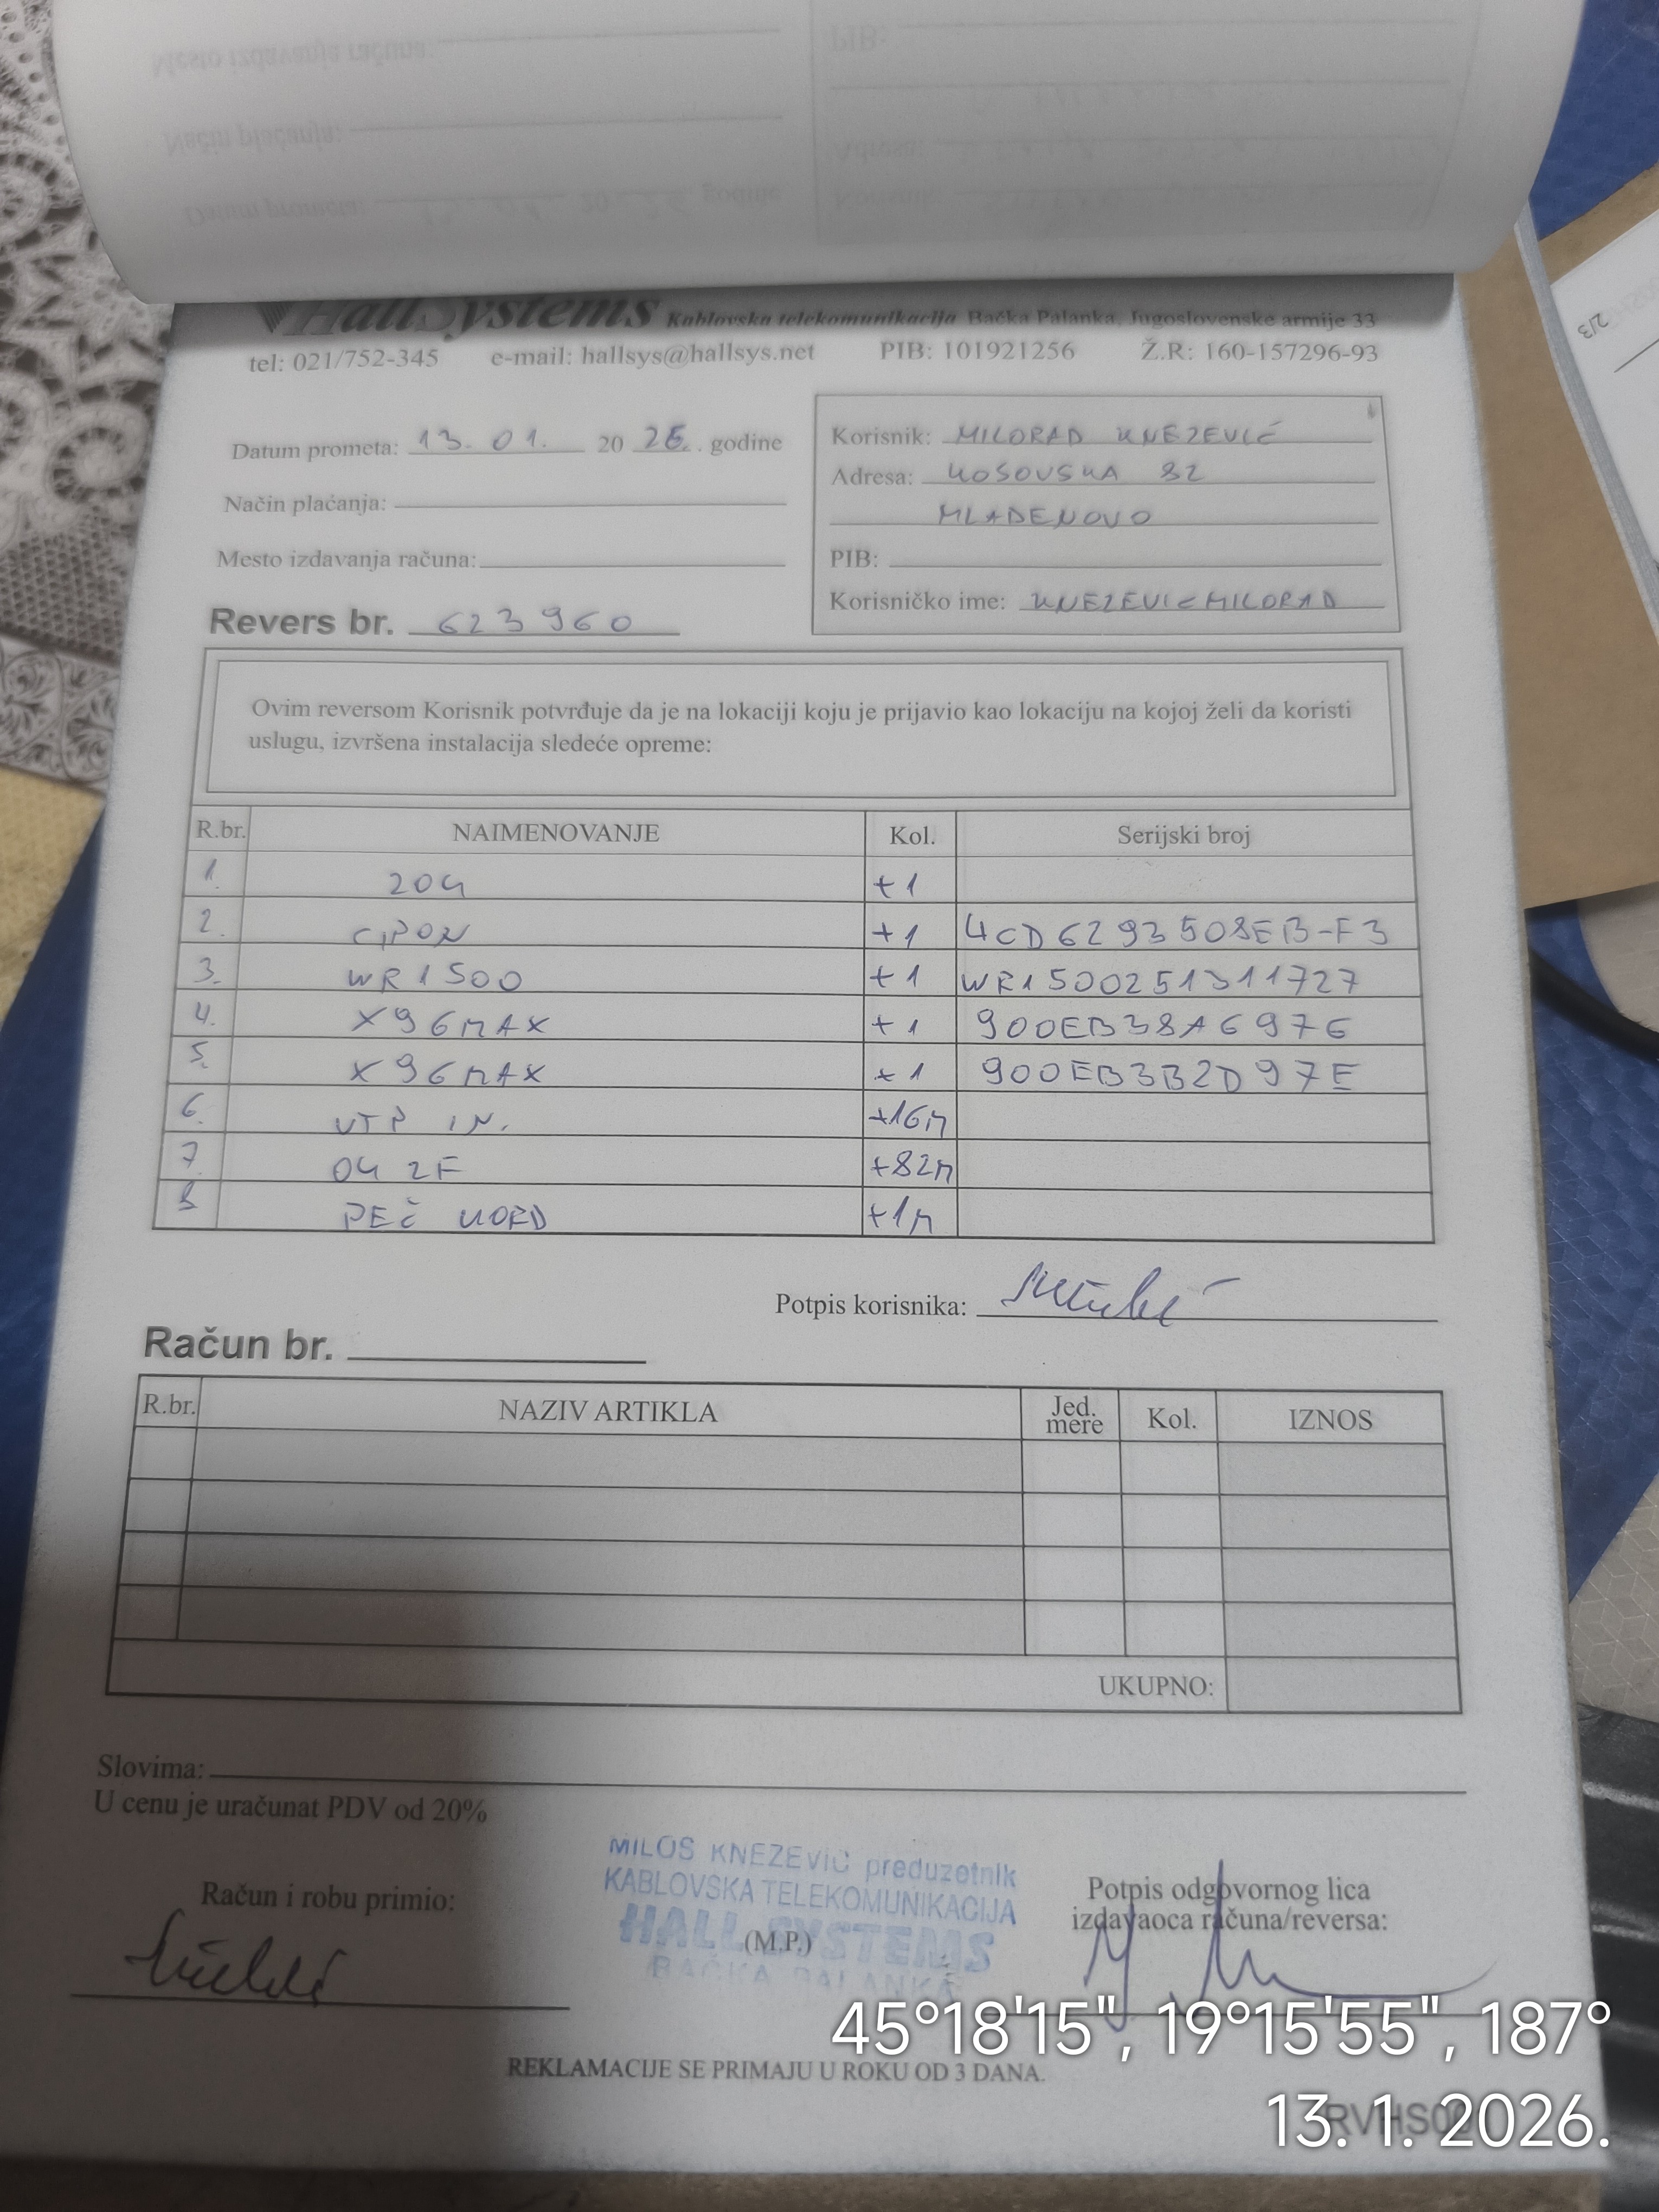 HallSystems Kablovska telekomunikacija Bačka Palanka, Jugoslovenske armije 33
tel: 021/752-345 e-mail: hallsys@hallsys.net PIB: 101921256 Ž.R: 160-157296-93
Datum prometa: 13. 01. 2026. godine
Način plaćanja:
Mesto izdavanja računa:
Revers br. 623960
Korisnik: MILORAD KNEZEVIĆ
Adresa: KOSOVSKA 82
MLADENOVO
PIB:
Korisničko ime: KNEZEVICMILORAD
Ovim reversom Korisnik potvrđuje da je na lokaciji koju je prijavio kao lokaciju na kojoj želi da koristi
uslugu, izvršena instalacija sledeće opreme:
R.br. NAIMENOVANJE Kol. Serijski broj
1. ZOK +1
2. GPON +1 4CD6293508EB-F3
3. WR1500 +1 WR1500251311727
4. X96MAX +1 900EB38A6976
5. X96MAX +1 900EB3B2D97E
6. UTP IN. +16M
7. OK 2F +82M
8 PEČ KORD +1M
Potpis korisnika:
Račun br.
R.br. NAZIV ARTIKLA Jed. mere Kol. IZNOS
UKUPNO:
Slovima:
U cenu je uračunat PDV od 20%
MILOŠ KNEŽEVIĆ preduzetnik
KABLOVSKA TELEKOMUNIKACIJA
HALL SYSTEMS
BAČKA PALANKA
Račun i robu primio:
(M.P.)
Potpis odgovornog lica
izdavaoca računa/reversa:
REKLAMACIJE SE PRIMAJU U ROKU OD 3 DANA.
45°18'15", 19°15'55", 187°
13. 1. 2026.
2/3